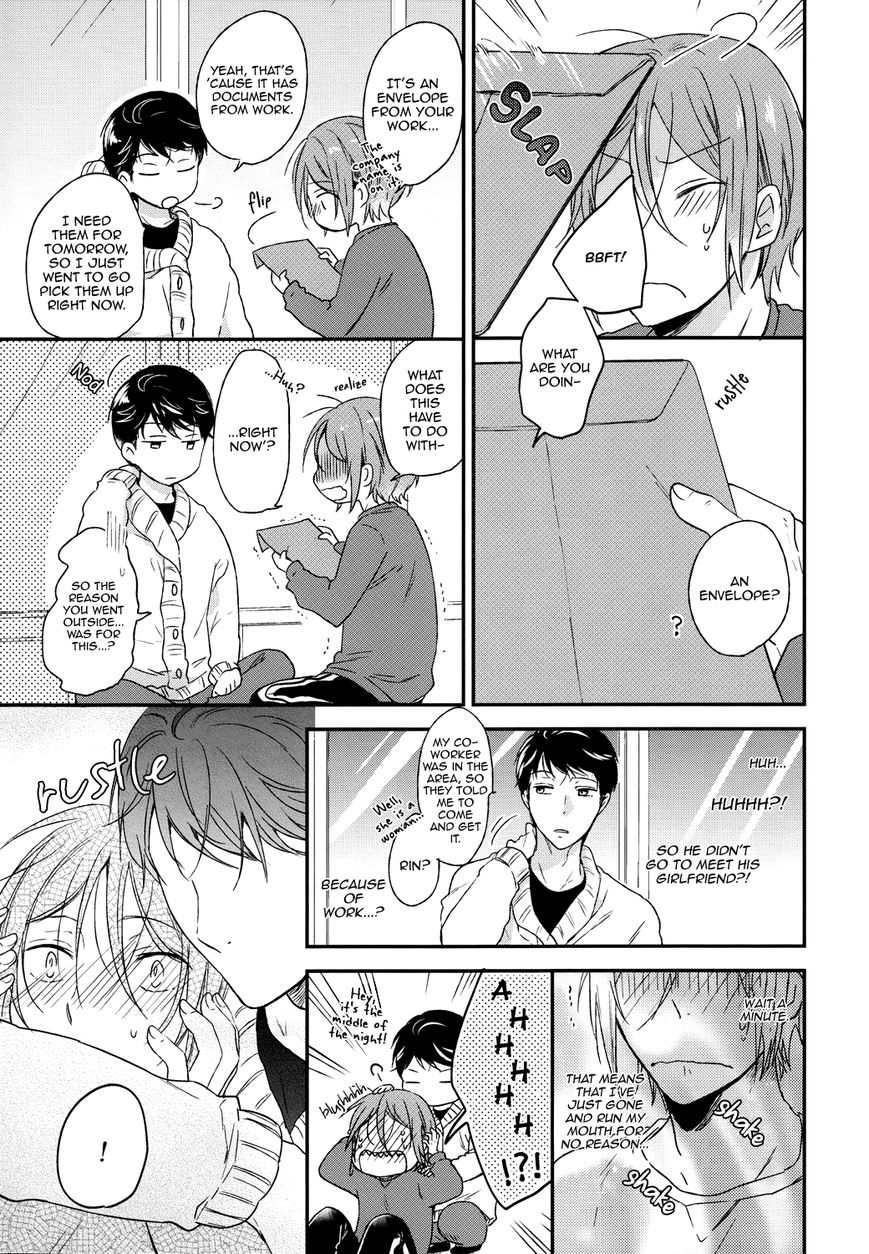 SLAP
BBFT!
WHAT
ARE YOU
DOIN-
rustle
AN
ENVELOPE?
?
IT'S AN
ENVELOPE
FROM YOUR
WORK...
The
company
name is
on it.
YEAH, THAT'S
'CAUSE IT HAS
DOCUMENTS
FROM WORK.
flip
I NEED
THEM FOR
TOMORROW,
SO I JUST
WENT TO GO
PICK THEM UP
RIGHT NOW.
WHAT
DOES
THIS
HAVE
TO DO
WITH-
realize
...Huh?
...RIGHT
NOW'?
Nod
SO THE
REASON
YOU WENT
OUTSIDE...
WAS FOR
THIS...?
HUH...
HUHHH?!
SO HE DIDN'T
GO TO MEET HIS
GIRLFRIEND?!
MY CO-
WORKER
WAS IN
THE AREA, SO
THEY TOLD
ME TO
COME
AND GET
IT.
Well,
she is a
woman...
RIN?
BECAUSE
OF
WORK...?
WAIT A
MINUTE.
THAT MEANS
THAT I'VE
JUST GONE
AND RUN MY
MOUTH,FOR
NO REASON...
shake
shake
AHHHHH!?!
Hey,
it's the
middle of
the night!
?
blushhhhh
rustle
!